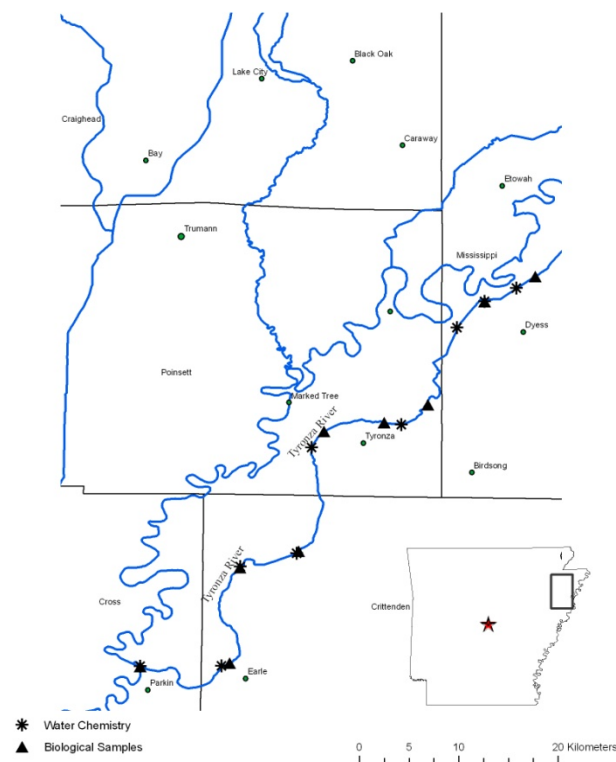 Black Oak
Lake City
Craighead
Caraway
Bay
Etowah
Trumann
Mississippi
Dyess
Poinsett
Marked Tree
Tyronza River
Tyronza
Birdsong
Tyronza River
Cross
Crittenden
Earle
Parkin
Water Chemistry
Biological Samples
0 5 10 20 Kilometers